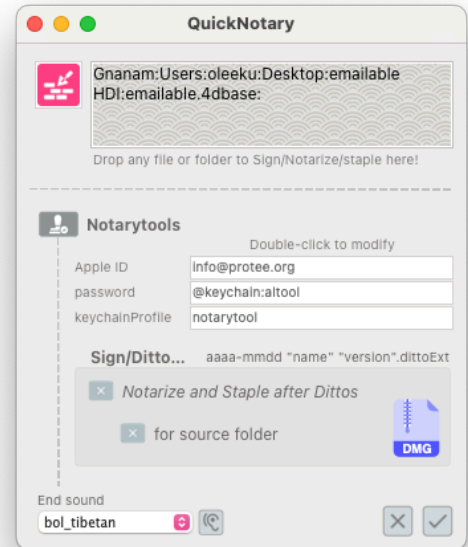 QuickNotary
Gnanam:Users:oleeku:Desktop:emailable
HDI:emailable.4dbase:
Drop any file or folder to Sign/Notarize/staple here!
Notarytools
Double-click to modify
Apple ID info@protee.org
password @keychain:altool
keychainProfile notarytool
Sign/Ditto... aaaa-mmdd "name" "version".dittoExt
Notarize and Staple after Dittos
for source folder
DMG
End sound
bol_tibetan